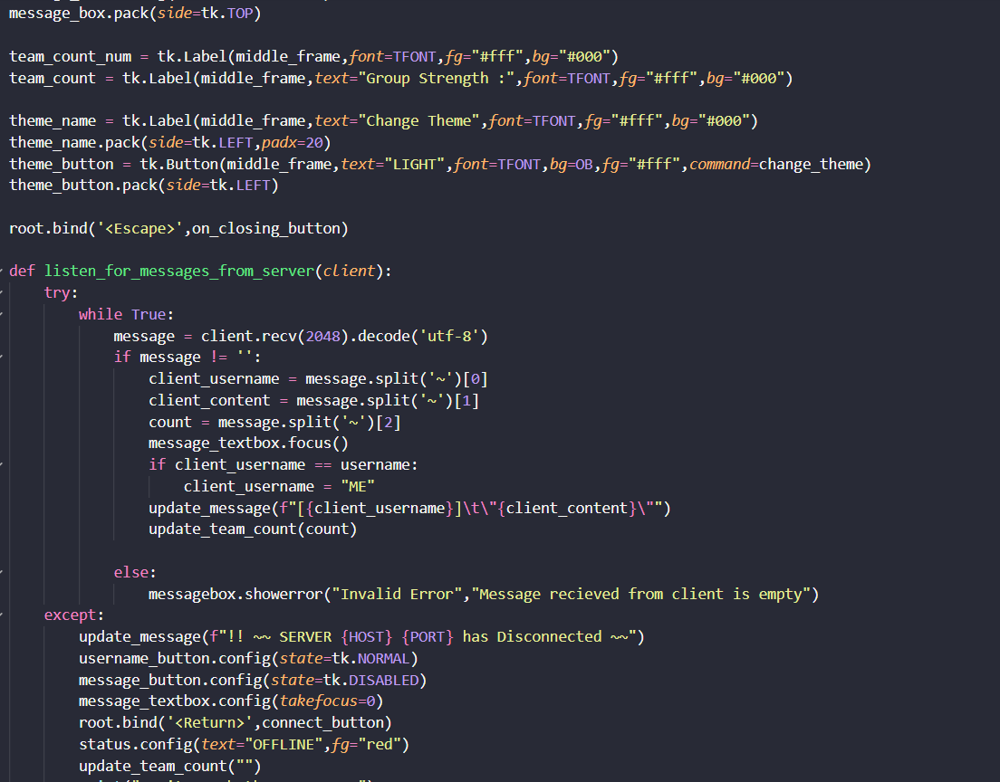 message_box.pack(side=tk.TOP)
team_count_num = tk.Label(middle_frame,font=TFONT,fg="#fff",bg="#000")
team_count = tk.Label(middle_frame,text="Group Strength :",font=TFONT,fg="#fff",bg="#000")
theme_name = tk.Label(middle_frame,text="Change Theme",font=TFONT,fg="#fff",bg="#000")
theme_name.pack(side=tk.LEFT,padx=20)
theme_button = tk.Button(middle_frame,text="LIGHT",font=TFONT,bg=OB,fg="#fff",command=change_theme)
theme_button.pack(side=tk.LEFT)
root.bind('<Escape>',on_closing_button)
def listen_for_messages_from_server(client):
    try:
        while True:
            message = client.recv(2048).decode('utf-8')
            if message != '':
                client_username = message.split('~')[0]
                client_content = message.split('~')[1]
                count = message.split('~')[2]
                message_textbox.focus()
                if client_username == username:
                    client_username = "ME"
                update_message(f"[{client_username}]\t\"{client_content}\"")
                update_team_count(count)
            else:
                messagebox.showerror("Invalid Error","Message recieved from client is empty")
    except:
        update_message(f"!! ~~ SERVER {HOST} {PORT} has Disconnected ~~")
        username_button.config(state=tk.NORMAL)
        message_button.config(state=tk.DISABLED)
        message_textbox.config(takefocus=0)
        root.bind('<Return>',connect_button)
        status.config(text="OFFLINE",fg="red")
        update_team_count("")